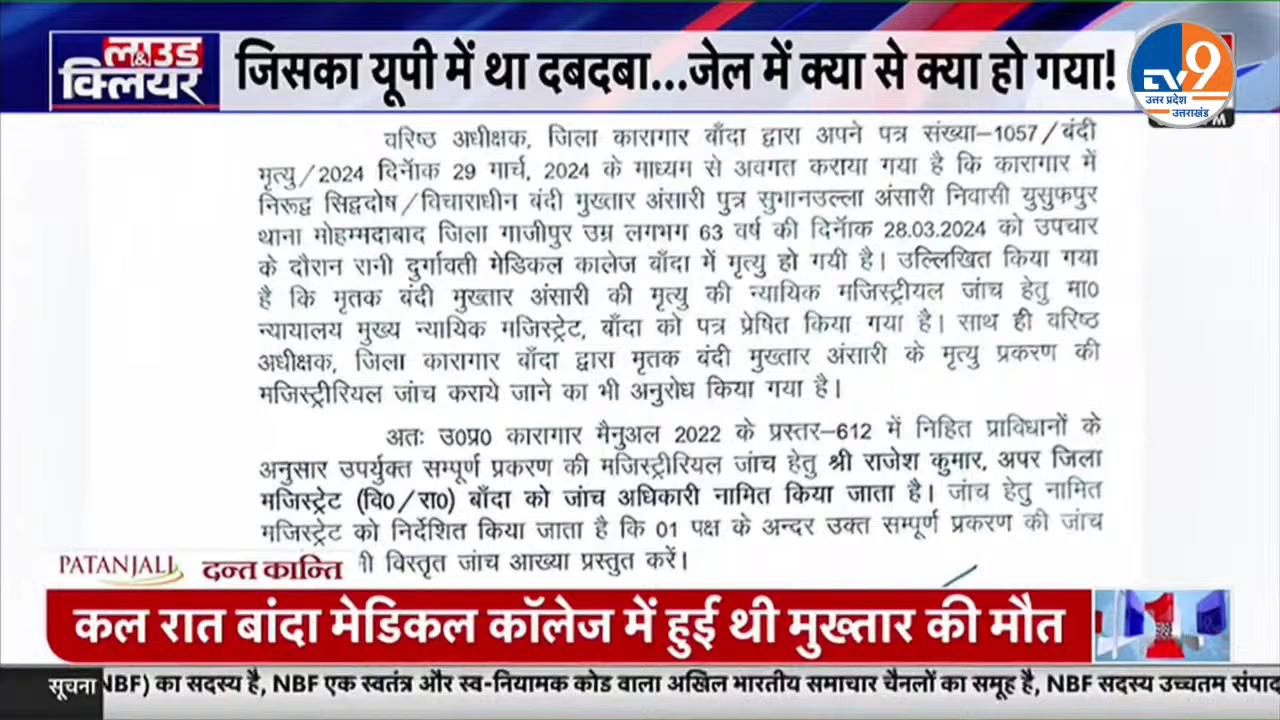 लाउड
&
क्लियर
जिसका यूपी में था दबदबा...जेल में क्या से क्या हो गया!
TV9
उत्तर प्रदेश
उत्तराखंड
वरिष्ठ अधीक्षक, जिला कारागार बाँदा द्वारा अपने पत्र संख्या-1057/बंदी
मृत्यु/2024 दिनॉक 29 मार्च, 2024 के माध्यम से अवगत कराया गया है कि कारागार में
निरूद्व सिद्वदोष/विचाराधीन बंदी मुख्तार अंसारी पुत्र सुभानउल्ला अंसारी निवासी युसुफपुर
थाना मोहम्मदाबाद जिला गाजीपुर उम्र लगभग 63 वर्ष की दिनॉक 28.03.2024 को उपचार
के दौरान रानी दुर्गावती मेडिकल कालेज बाँदा में मृत्यु हो गयी है। उल्लिखित किया गया
है कि मृतक बंदी मुख्तार अंसारी की मृत्यु की न्यायिक मजिस्ट्रीयल जांच हेतु मा0
न्यायालय मुख्य न्यायिक मजिस्ट्रेट, बाँदा को पत्र प्रेषित किया गया है। साथ ही वरिष्ठ
अधीक्षक, जिला कारागार बाँदा द्वारा मृतक बंदी मुख्तार अंसारी के मृत्यु प्रकरण की
मजिस्ट्रीरियल जांच कराये जाने का भी अनुरोध किया गया है।
अतः उ0प्र0 कारागार मैनुअल 2022 के प्रस्तर-612 में निहित प्राविधानों के
अनुसार उपर्युक्त सम्पूर्ण प्रकरण की मजिस्ट्रीरियल जांच हेतु श्री राजेश कुमार, अपर जिला
मजिस्ट्रेट (वि0/रा0) बाँदा को जांच अधिकारी नामित किया जाता है। जांच हेतु नामित
मजिस्ट्रेट को निर्देशित किया जाता है कि 01 पक्ष के अन्दर उक्त सम्पूर्ण प्रकरण की जांच
विस्तृत जांच आख्या प्रस्तुत करें।
PATANJALI दन्त कान्ति
कल रात बांदा मेडिकल कॉलेज में हुई थी मुख्तार की मौत
1
सूचना NBF) का सदस्य है, NBF एक स्वतंत्र और स्व-नियामक कोड वाला अखिल भारतीय समाचार चैनलों का समूह है, NBF सदस्य उच्चतम संपाद